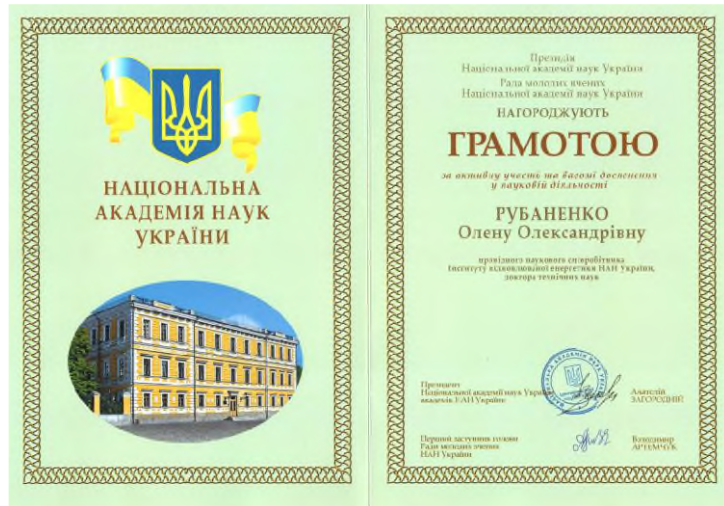 НАЦІОНАЛЬНА
АКАДЕМІЯ НАУК
УКРАЇНИ
Президія
Національної академії наук України
Рада молодих вчених
Національної академії наук України
НАГОРОДЖУЮТЬ
ГРАМОТОЮ
за активну участь та вагомі досягнення
у науковій діяльності
РУБАНЕНКО
Олену Олександрівну
провідного наукового співробітника
Інституту відновлюваної енергетики НАН України,
доктора технічних наук
Президент
Національної академії наук України
академік НАН України
Анатолій
ЗАГОРОДНІЙ
Перший заступник голови
Ради молодих вчених
НАН України
Володимир
АРТЕМЧУК